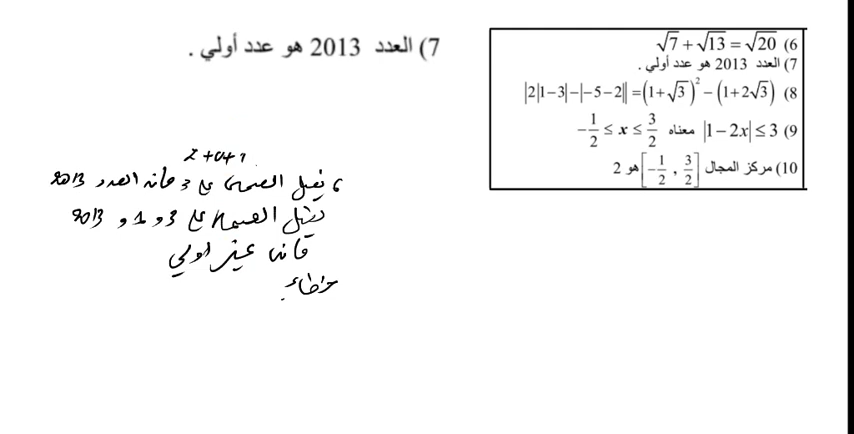 7) العدد 2013 هو عدد أولي .
6) √7 + √13 = √20
7) العدد 2013 هو عدد أولي .
8) |2|1−3|−|−5−2|| = (1+√3)² − (1+2√3)
9) |1−2x| ≤ 3 معناه −1/2 ≤ x ≤ 3/2
10) مركز المجال [−1/2 , 3/2] هو 2
2+0+1
6 يقبل القسمة على 3 فإنه العدد 2013
يقبل القسمة على 3 و 1 و 2013
فإنه غير اولي
خطاء